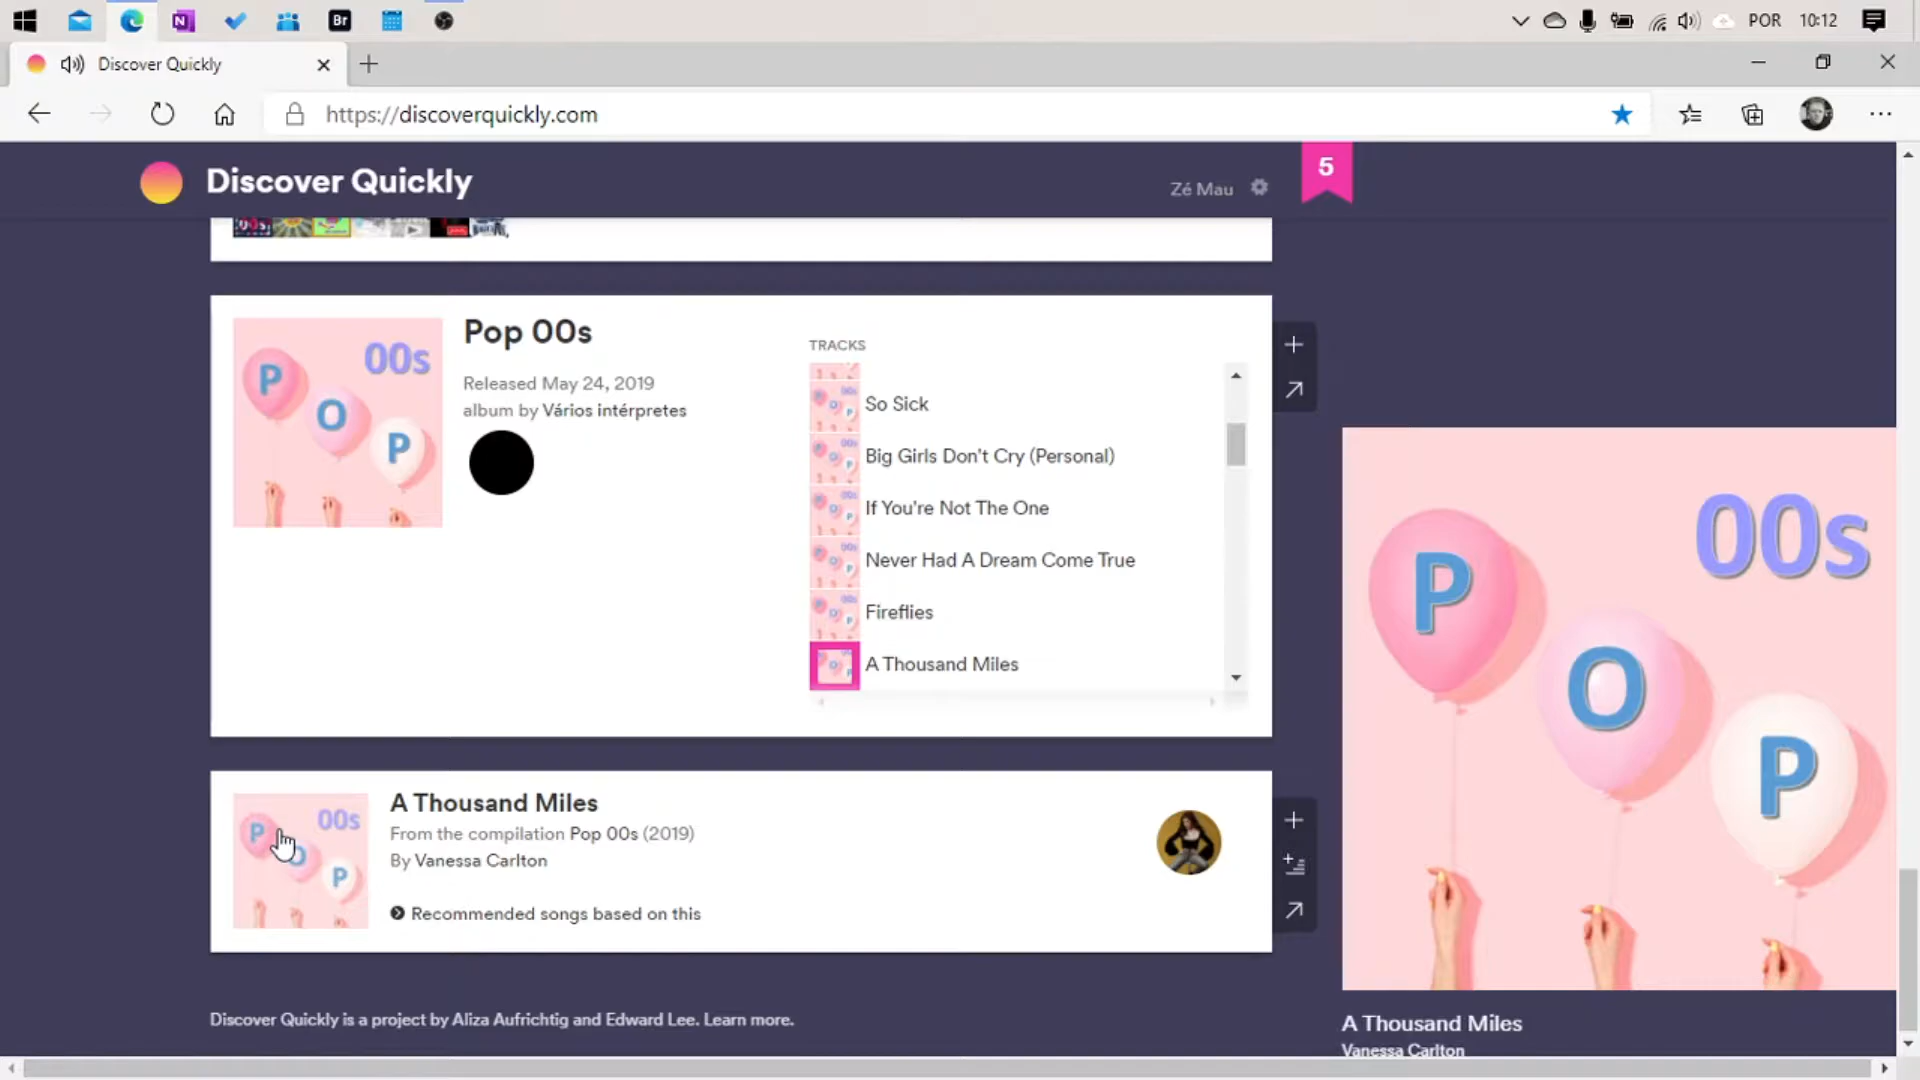 Br
POR
10:12
Discover Quickly
https://discoverquickly.com
Discover Quickly
Zé Mau
5
Pop 00s
Released May 24, 2019
album by Vários intérpretes
00s
P
O
P
TRACKS
So Sick
Big Girls Don't Cry (Personal)
If You're Not The One
Never Had A Dream Come True
Fireflies
A Thousand Miles
00s
P
O
P
A Thousand Miles
From the compilation Pop 00s (2019)
By Vanessa Carlton
Recommended songs based on this
00s
P
O
P
Discover Quickly is a project by Aliza Aufrichtig and Edward Lee. Learn more.
A Thousand Miles
Vanessa Carlton